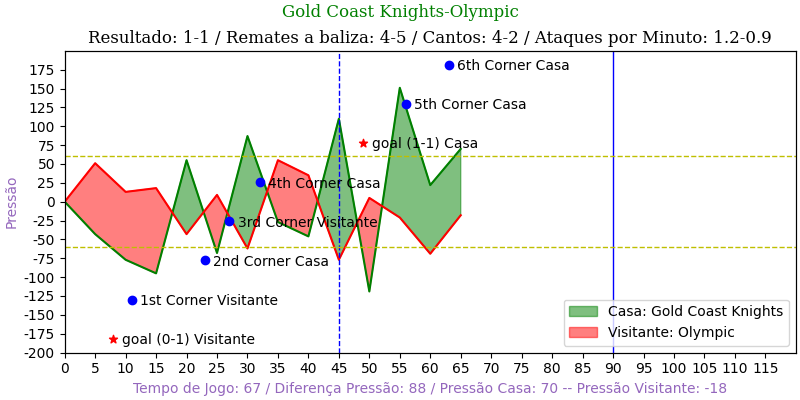 Gold Coast Knights-Olympic
Resultado: 1-1 / Remates a baliza: 4-5 / Cantos: 4-2 / Ataques por Minuto: 1.2-0.9
Pressão
175
150
125
100
75
50
25
0
-25
-50
-75
-100
-125
-150
-175
-200
6th Corner Casa
5th Corner Casa
goal (1-1) Casa
4th Corner Casa
3rd Corner Visitante
2nd Corner Casa
1st Corner Visitante
goal (0-1) Visitante
Casa: Gold Coast Knights
Visitante: Olympic
0 5 10 15 20 25 30 35 40 45 50 55 60 65 70 75 80 85 90 95 100 105 110 115
Tempo de Jogo: 67 / Diferença Pressão: 88 / Pressão Casa: 70 -- Pressão Visitante: -18